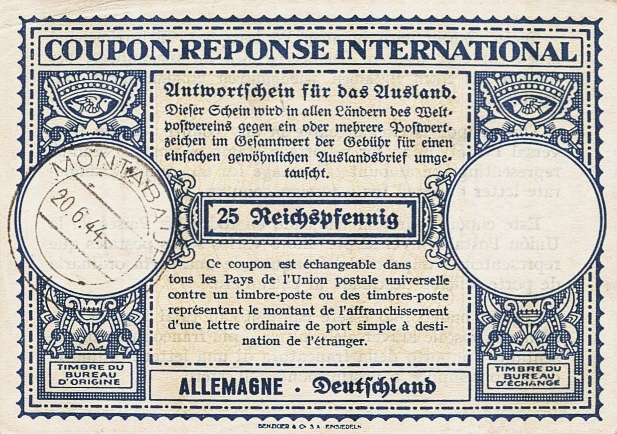 COUPON-REPONSE INTERNATIONAL
Antwortschein für das Ausland.
Dieser Schein wird in allen Ländern des Welt-
postvereins gegen ein oder mehrere Postwert-
zeichen im Gesamtwert der Gebühr für einen
einfachen gewöhnlichen Auslandsbrief umge-
tauscht.
MONTABAUR
20.6.44
25 Reichspfennig
Ce coupon est échangeable dans
tous les Pays de l'Union postale universelle
contre un timbre-poste ou des timbres-poste
représentant le montant de l'affranchissement
d'une lettre ordinaire de port simple à desti-
nation de l'étranger.
TIMBRE DU
BUREAU
D'ORIGINE
ALLEMAGNE · Deutschland
TIMBRE DU
BUREAU
D'ÉCHANGE
BENZIGER & Co S A EINSIEDELN